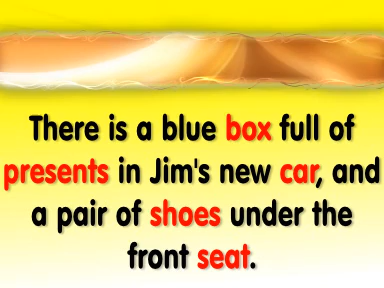 There is a blue box full of
presents in Jim's new car, and
a pair of shoes under the
front seat.